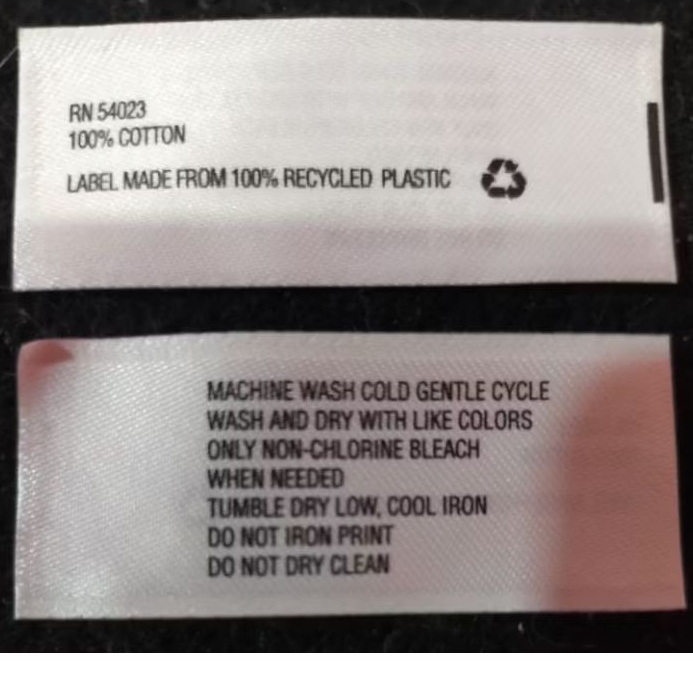 RN 54023
100% COTTON
LABEL MADE FROM 100% RECYCLED PLASTIC
MACHINE WASH COLD GENTLE CYCLE
WASH AND DRY WITH LIKE COLORS
ONLY NON-CHLORINE BLEACH
WHEN NEEDED
TUMBLE DRY LOW, COOL IRON
DO NOT IRON PRINT
DO NOT DRY CLEAN